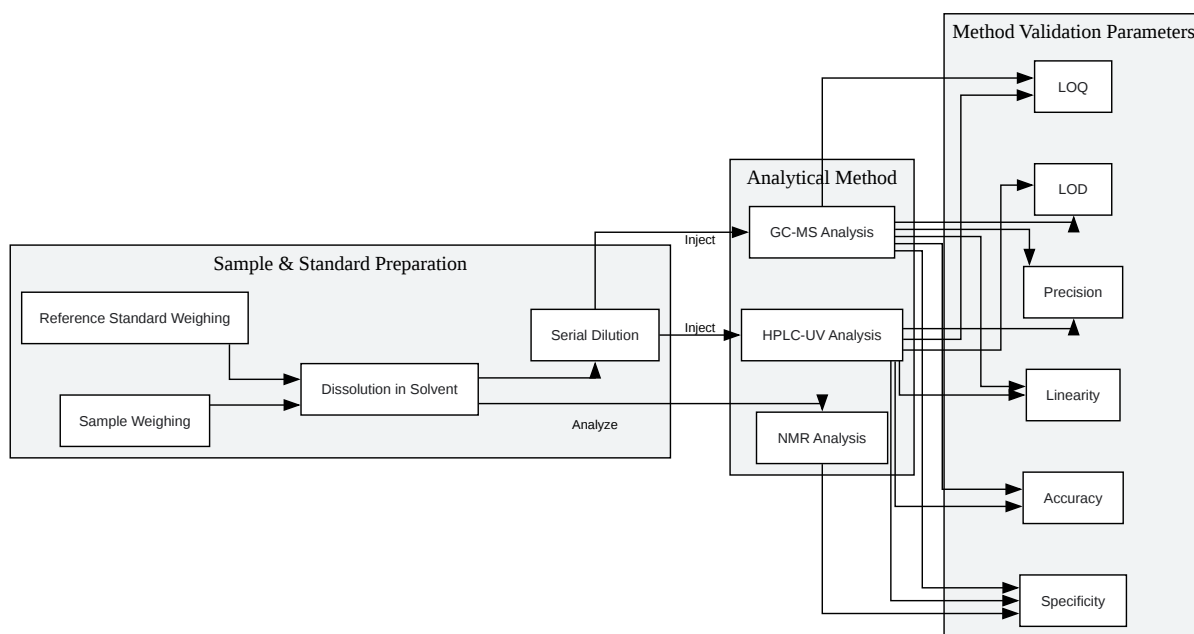 Method Validation Parameters
LOQ
LOD
Analytical Method
GC-MS Analysis
Inject
Sample & Standard Preparation
Precision
Reference Standard Weighing
Serial Dilution
Inject
HPLC-UV Analysis
Dissolution in Solvent
Linearity
Sample Weighing
Analyze
NMR Analysis
Accuracy
Specificity